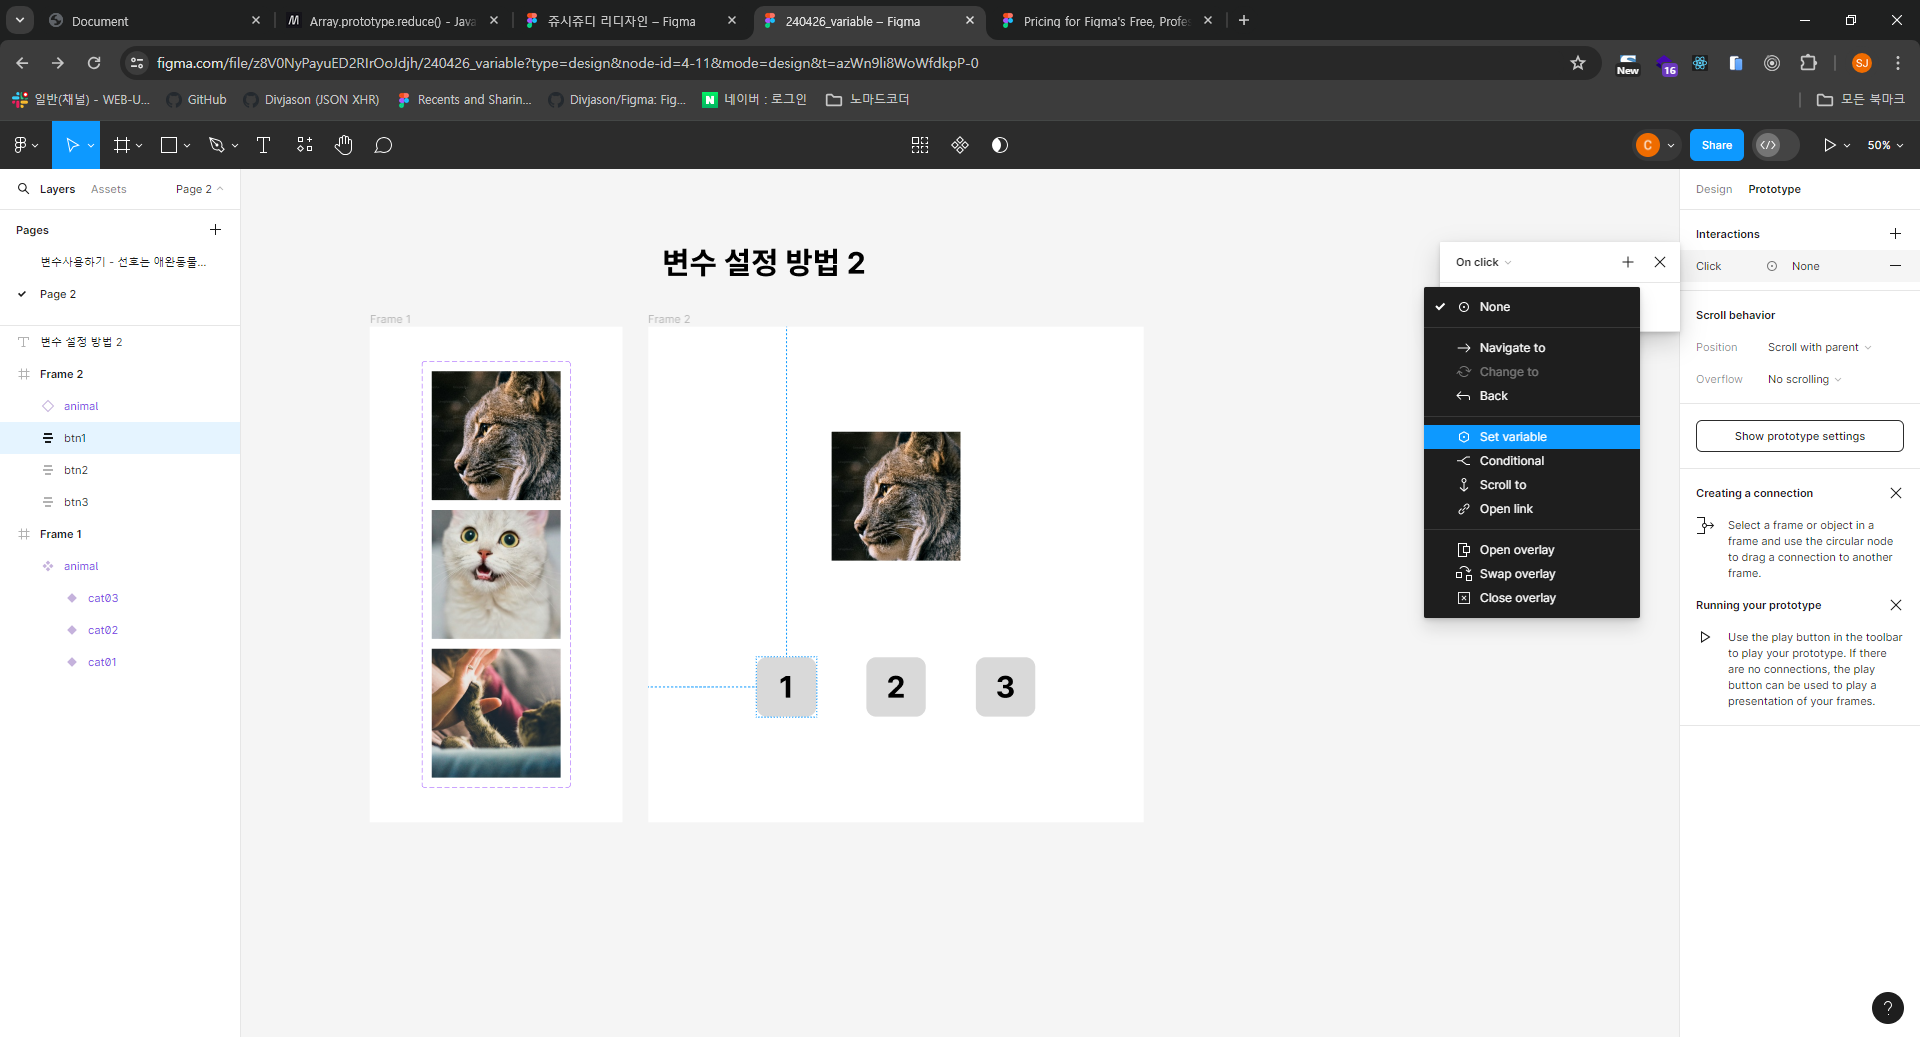 Document
Array.prototype.reduce() - Java
쥬시쥬디 리디자인 – Figma
240426_variable – Figma
Pricing for Figma's Free, Profes
figma.com/file/z8V0NyPayuED2RIrOoJdjh/240426_variable?type=design&node-id=4-11&mode=design&t=azWn9li8WoWfdkpP-0
New
16
SJ
일반(채널) - WEB-U...
GitHub
Divjason (JSON XHR)
Recents and Sharin...
Divjason/Figma: Fig...
N
네이버 : 로그인
노마드코더
모든 북마크
C
Share
50%
Layers
Assets
Page 2
Design
Prototype
Pages
변수사용하기 - 선호는 애완동물...
Page 2
변수 설정 방법 2
Frame 2
animal
btn1
btn2
btn3
Frame 1
animal
cat03
cat02
cat01
변수 설정 방법 2
Frame 1
Frame 2
1
2
3
On click
None
Navigate to
Change to
Back
Set variable
Conditional
Scroll to
Open link
Open overlay
Swap overlay
Close overlay
Interactions
Click
None
Scroll behavior
Position
Scroll with parent
Overflow
No scrolling
Show prototype settings
Creating a connection
Select a frame or object in a
frame and use the circular node
to drag a connection to another
frame.
Running your prototype
Use the play button in the toolbar
to play your prototype. If there
are no connections, the play
button can be used to play a
presentation of your frames.
?